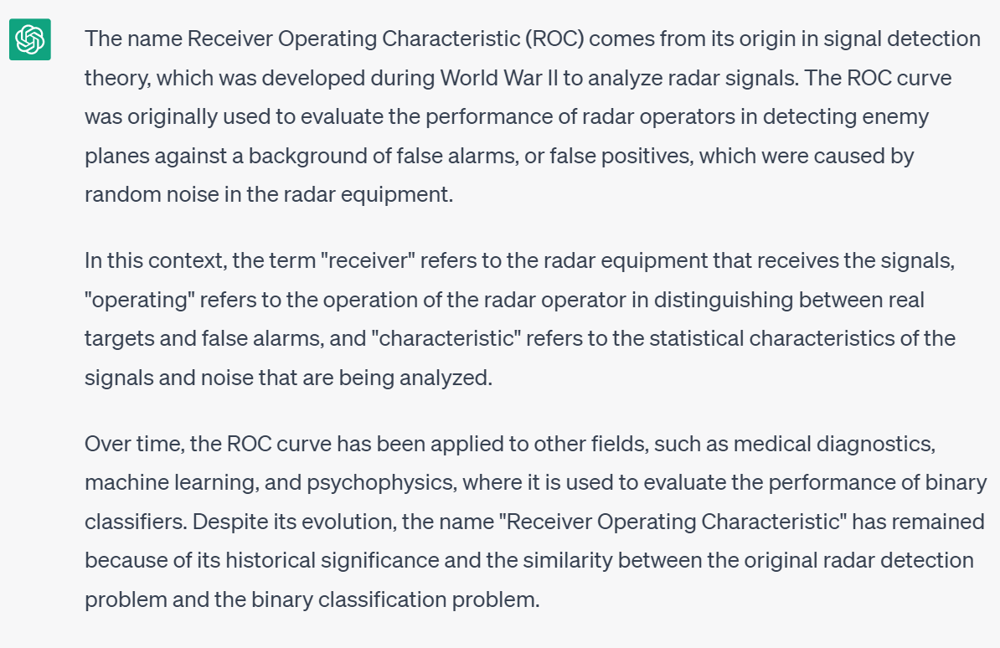 The name Receiver Operating Characteristic (ROC) comes from its origin in signal detection
theory, which was developed during World War II to analyze radar signals. The ROC curve
was originally used to evaluate the performance of radar operators in detecting enemy
planes against a background of false alarms, or false positives, which were caused by
random noise in the radar equipment.
In this context, the term "receiver" refers to the radar equipment that receives the signals,
"operating" refers to the operation of the radar operator in distinguishing between real
targets and false alarms, and "characteristic" refers to the statistical characteristics of the
signals and noise that are being analyzed.
Over time, the ROC curve has been applied to other fields, such as medical diagnostics,
machine learning, and psychophysics, where it is used to evaluate the performance of binary
classifiers. Despite its evolution, the name "Receiver Operating Characteristic" has remained
because of its historical significance and the similarity between the original radar detection
problem and the binary classification problem.